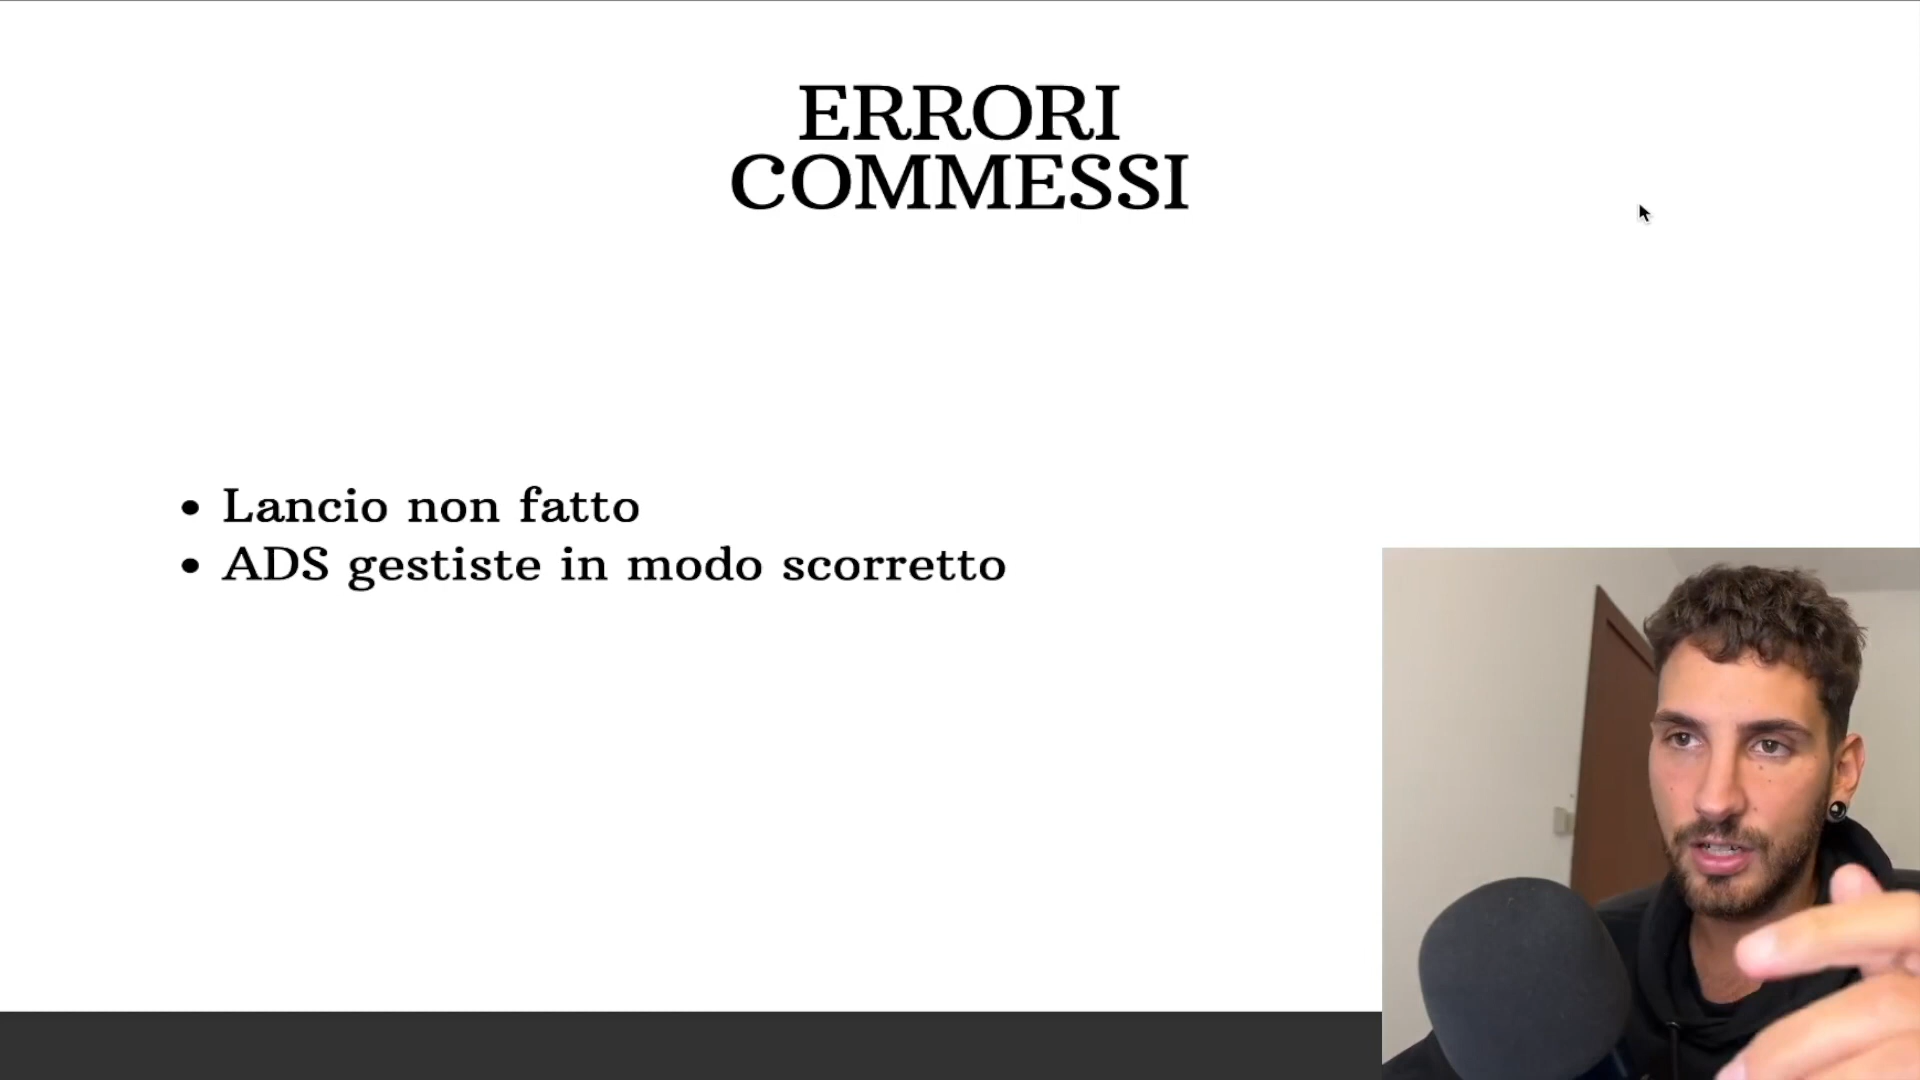 ERRORI
COMMESSI
• Lancio non fatto
• ADS gestiste in modo scorretto